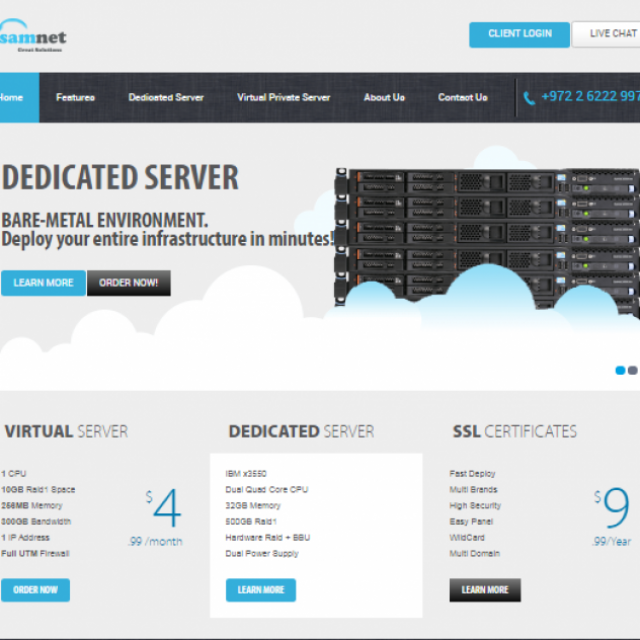 samnet
Great Solutions
CLIENT LOGIN
LIVE CHAT
Home
Features
Dedicated Server
Virtual Private Server
About Us
Contact Us
+972 2 6222 997
DEDICATED SERVER
BARE-METAL ENVIRONMENT.
Deploy your entire infrastructure in minutes!
LEARN MORE
ORDER NOW!
VIRTUAL SERVER
1 CPU
10GB Raid1 Space
256MB Memory
300GB Bandwidth
1 IP Address
Full UTM Firewall
$4
.99 /month
ORDER NOW
DEDICATED SERVER
IBM x3550
Dual Quad Core CPU
32GB Memory
500GB Raid1
Hardware Raid + BBU
Dual Power Supply
LEARN MORE
SSL CERTIFICATES
Fast Deploy
Multi Brands
High Security
Easy Panel
WildCard
Multi Domain
$9
.99/Year
LEARN MORE